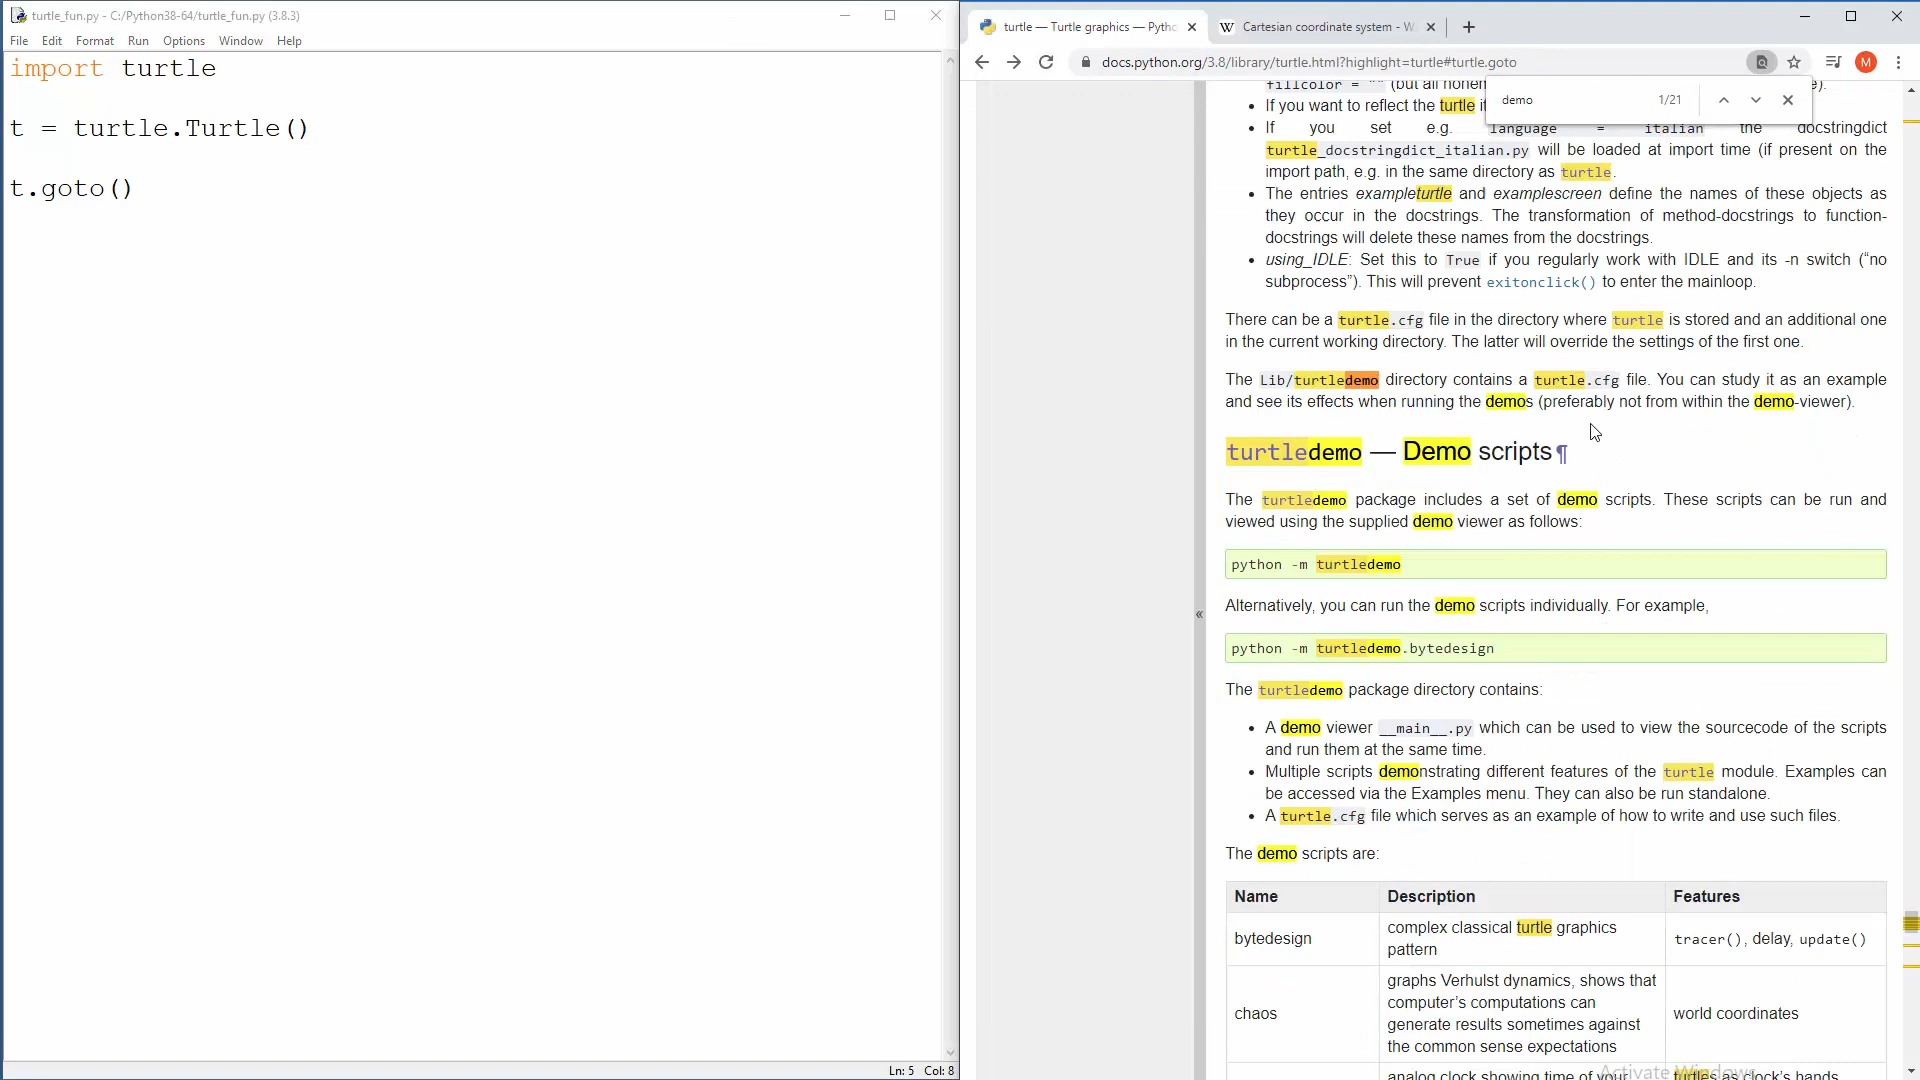 turtle_fun.py - C:/Python38-64/turtle_fun.py (3.8.3)
File Edit Format Run Options Window Help
import turtle
t = turtle.Turtle()
t.goto()
Ln: 5 Col: 8
turtle — Turtle graphics — Pytho
Cartesian coordinate system - W
docs.python.org/3.8/library/turtle.html?highlight=turtle#turtle.goto
M
demo 1/21
fillcolor = "" (but all nonem
If you want to reflect the turtle
If you set e.g. language = italian the docstringdict
turtle_docstringdict_italian.py will be loaded at import time (if present on the
import path, e.g. in the same directory as turtle.
The entries exampleturtle and examplescreen define the names of these objects as
they occur in the docstrings. The transformation of method-docstrings to function-
docstrings will delete these names from the docstrings.
using_IDLE: Set this to True if you regularly work with IDLE and its -n switch (“no
subprocess”). This will prevent exitonclick() to enter the mainloop.
There can be a turtle.cfg file in the directory where turtle is stored and an additional one
in the current working directory. The latter will override the settings of the first one.
The Lib/turtledemo directory contains a turtle.cfg file. You can study it as an example
and see its effects when running the demos (preferably not from within the demo-viewer).
turtledemo — Demo scripts¶
The turtledemo package includes a set of demo scripts. These scripts can be run and
viewed using the supplied demo viewer as follows:
python -m turtledemo
Alternatively, you can run the demo scripts individually. For example,
python -m turtledemo.bytedesign
The turtledemo package directory contains:
A demo viewer __main__.py which can be used to view the sourcecode of the scripts
and run them at the same time.
Multiple scripts demonstrating different features of the turtle module. Examples can
be accessed via the Examples menu. They can also be run standalone.
A turtle.cfg file which serves as an example of how to write and use such files.
The demo scripts are:
Name Description Features
bytedesign complex classical turtle graphics pattern tracer(), delay, update()
chaos graphs Verhulst dynamics, shows that
computer’s computations can
generate results sometimes against
the common sense expectations
world coordinates
analog clock showing time of your turtles as clock's hands
Activate Windows
«